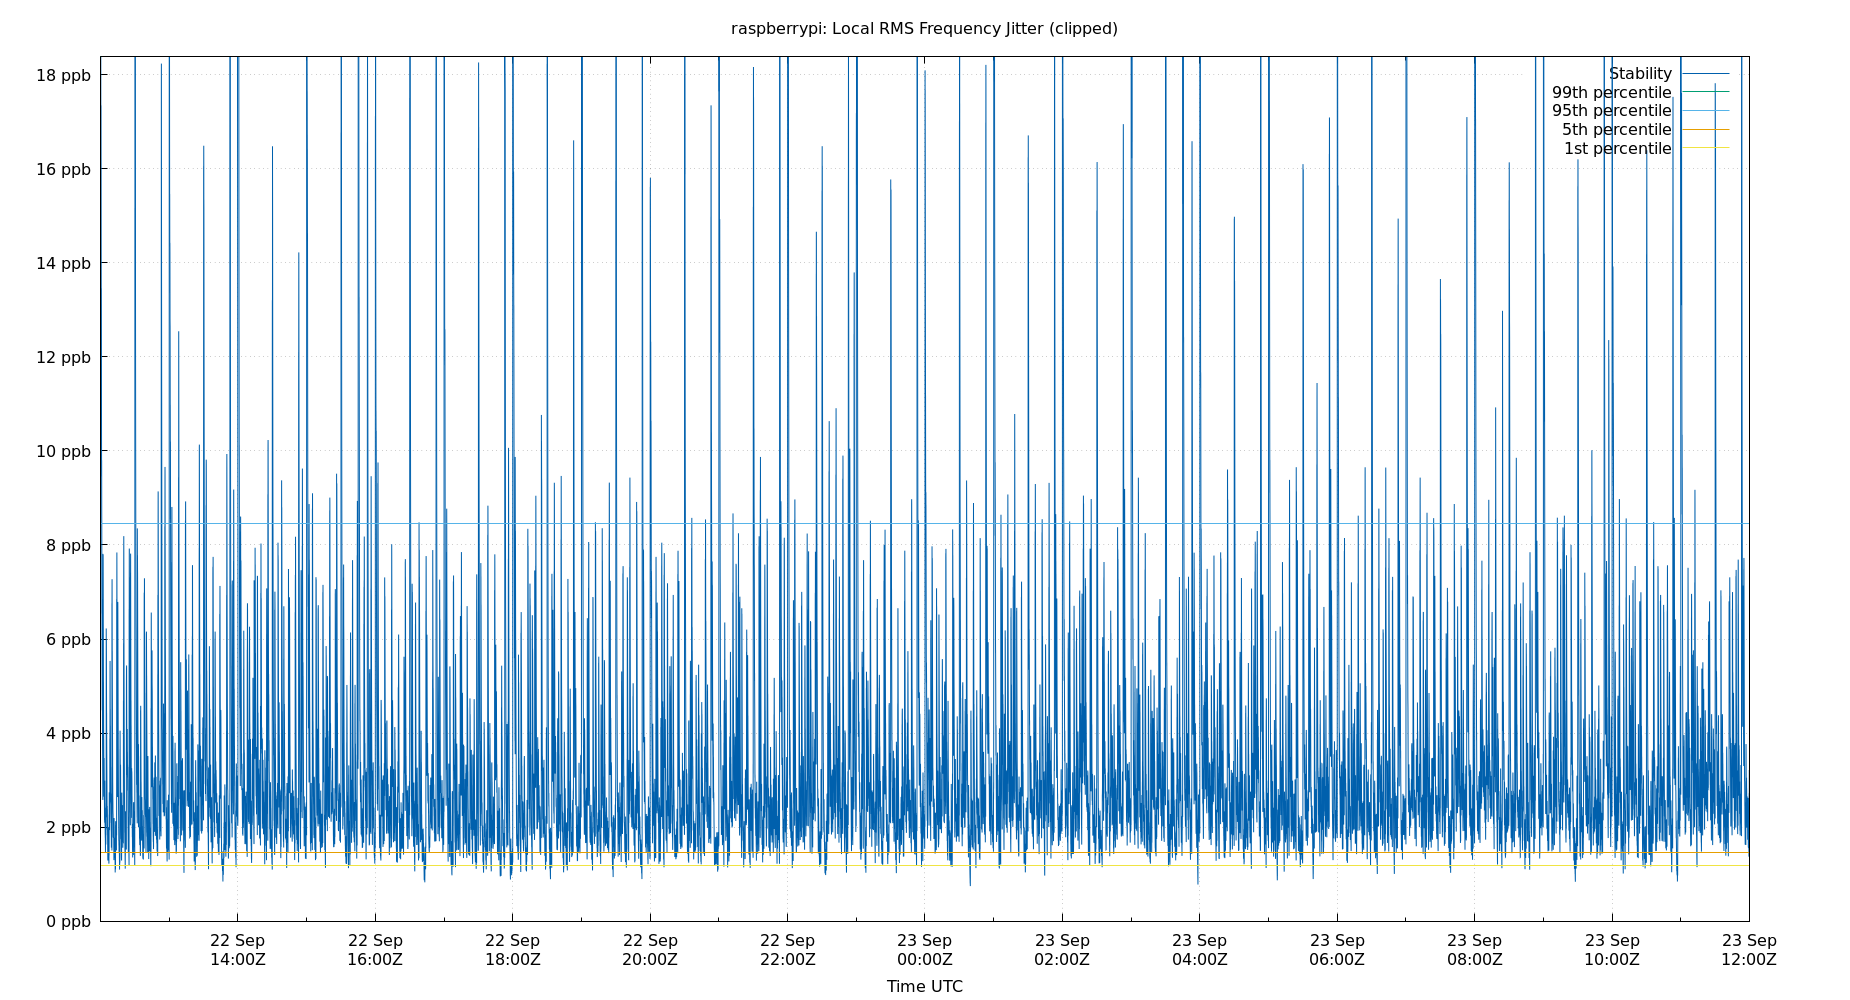 raspberrypi: Local RMS Frequency Jitter (clipped)
18 ppb
16 ppb
14 ppb
12 ppb
10 ppb
8 ppb
6 ppb
4 ppb
2 ppb
0 ppb
Stability
99th percentile
95th percentile
5th percentile
1st percentile
22 Sep
14:00Z
22 Sep
16:00Z
22 Sep
18:00Z
22 Sep
20:00Z
22 Sep
22:00Z
23 Sep
00:00Z
23 Sep
02:00Z
23 Sep
04:00Z
23 Sep
06:00Z
23 Sep
08:00Z
23 Sep
10:00Z
23 Sep
12:00Z
Time UTC